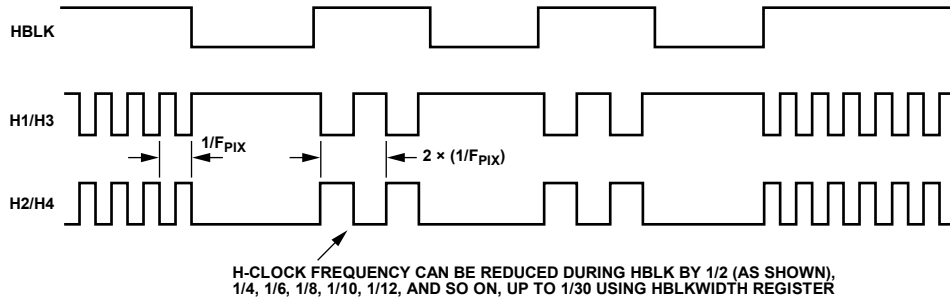 HBLK
H1/H3
1/FPIX
2 × (1/FPIX)
H2/H4
H-CLOCK FREQUENCY CAN BE REDUCED DURING HBLK BY 1/2 (AS SHOWN),
1/4, 1/6, 1/8, 1/10, 1/12, AND SO ON, UP TO 1/30 USING HBLKWIDTH REGISTER